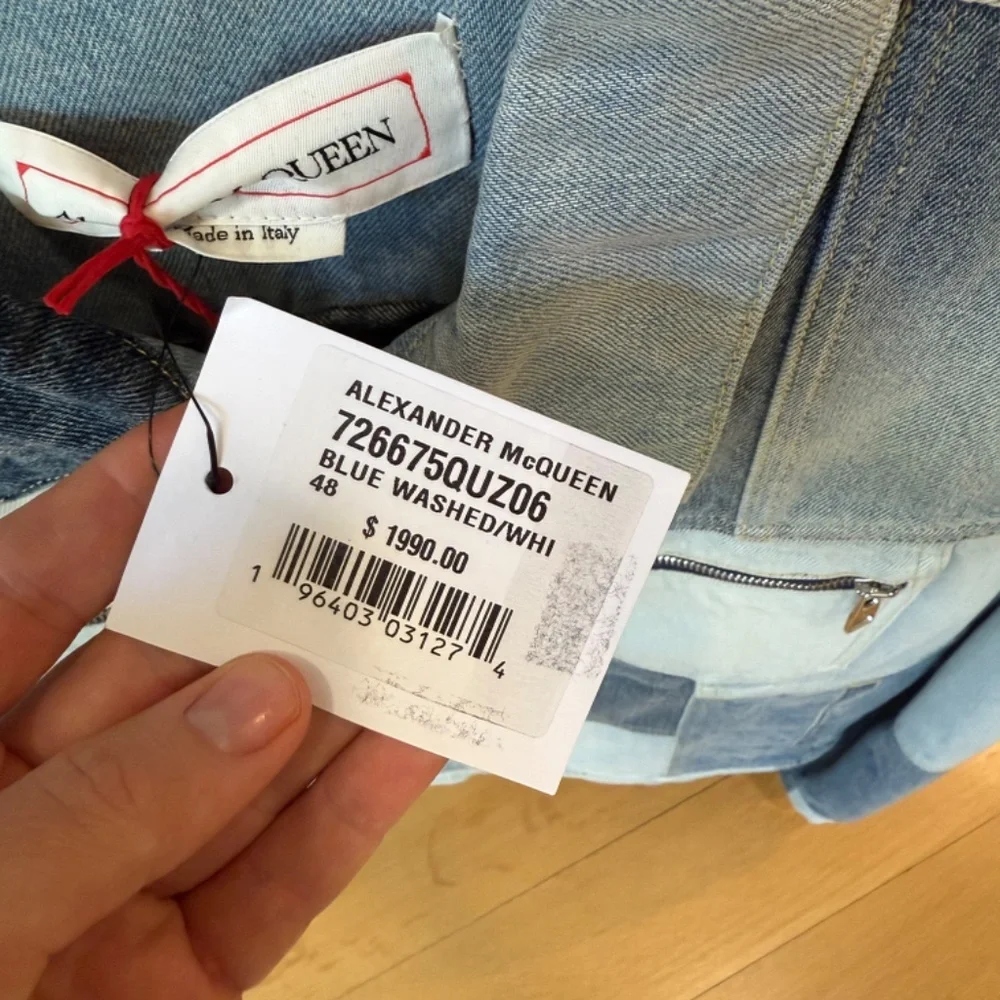 QUEEN
Made in Italy
ALEXANDER McQUEEN
726675QUZ06
BLUE WASHED/WHI
48
$ 1990.00
1 96403 03127 4